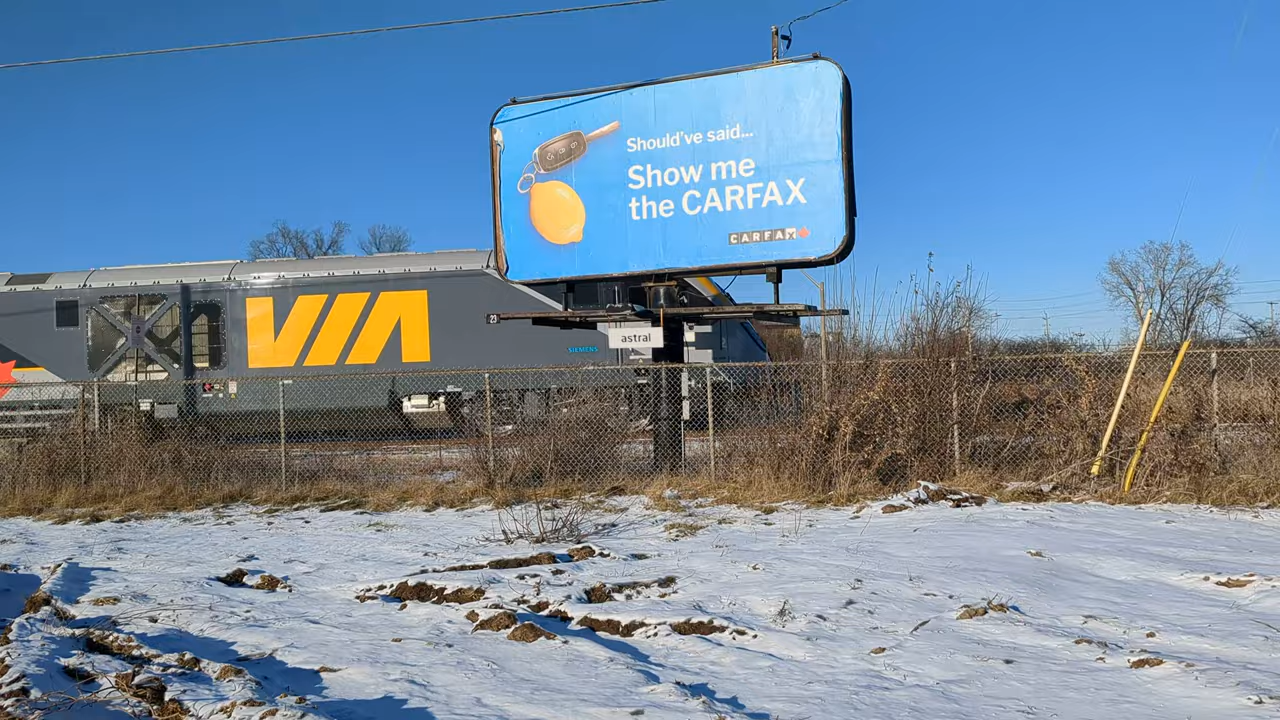 Should've said...
Show me
the CARFAX
CARFAX
VIA
SIEMENS
23
astral